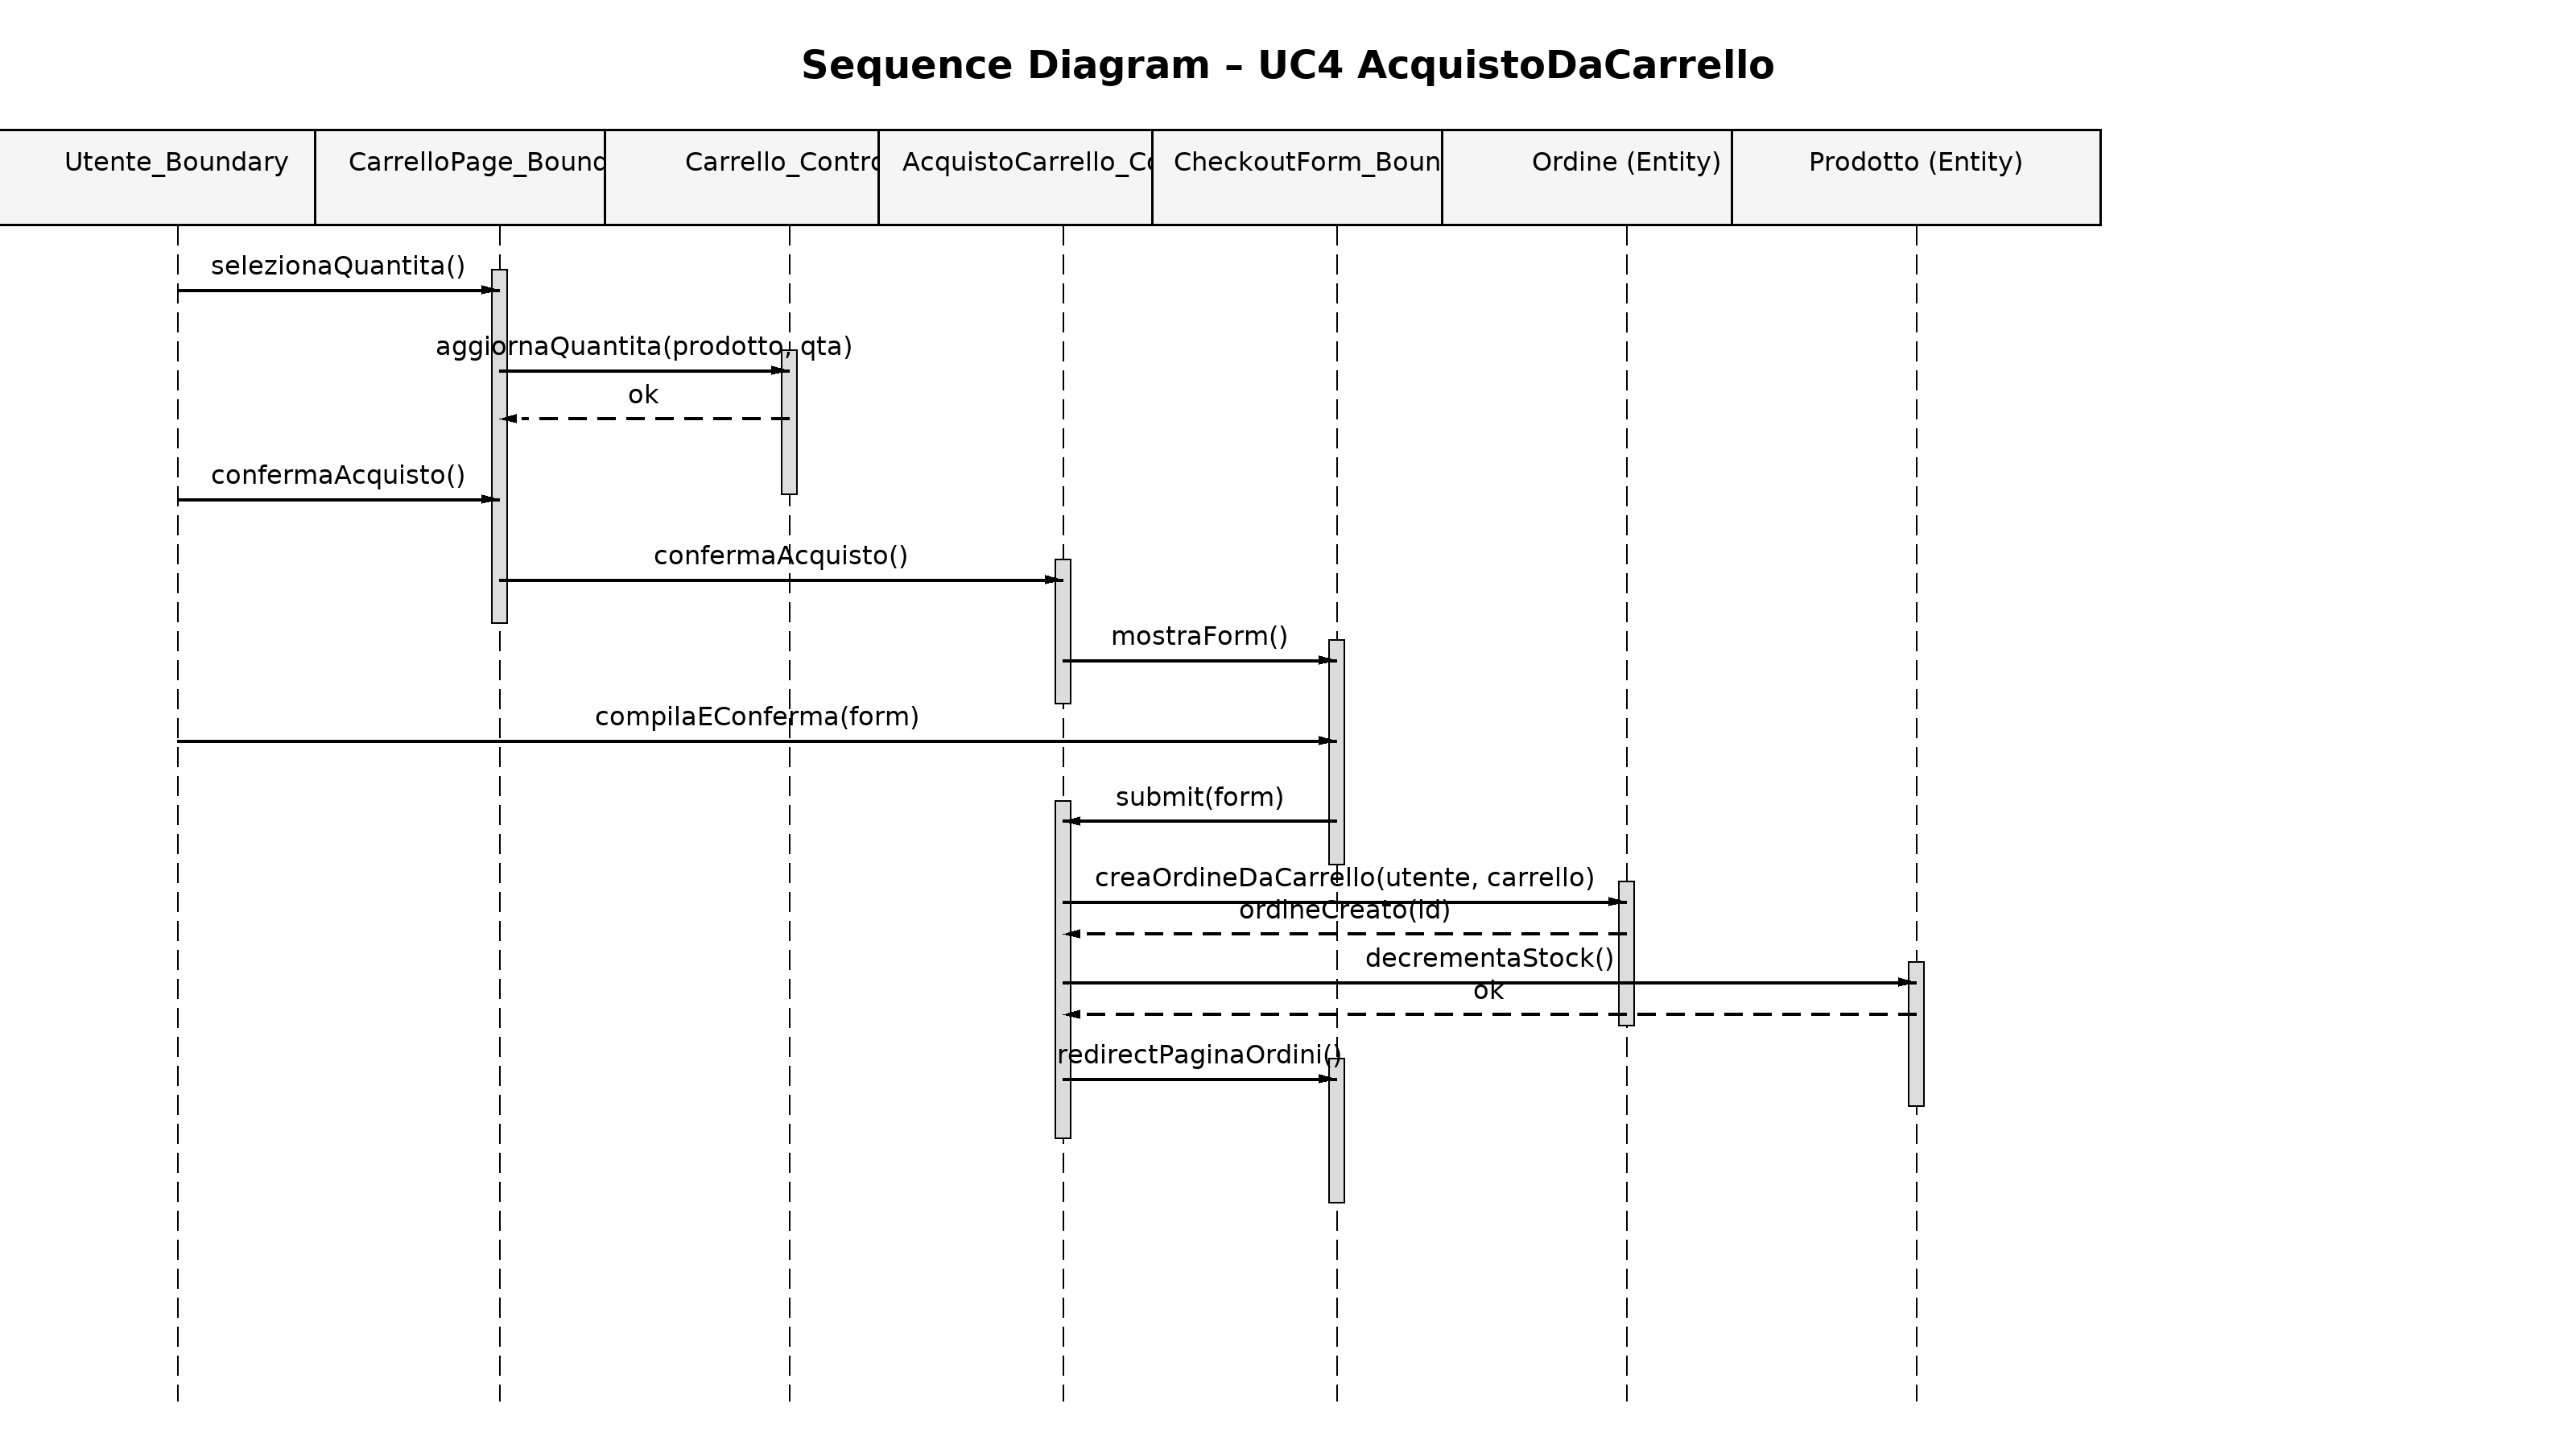 Sequence Diagram – UC4 AcquistoDaCarrello
Utente_Boundary
CarrelloPage_Bound
Carrello_Contro
AcquistoCarrello_Co
CheckoutForm_Boun
Ordine (Entity)
Prodotto (Entity)
selezionaQuantita()
aggiornaQuantita(prodotto, qta)
ok
confermaAcquisto()
confermaAcquisto()
mostraForm()
compilaEConferma(form)
submit(form)
creaOrdineDaCarrello(utente, carrello)
ordineCreato(id)
decrementaStock()
ok
redirectPaginaOrdini()